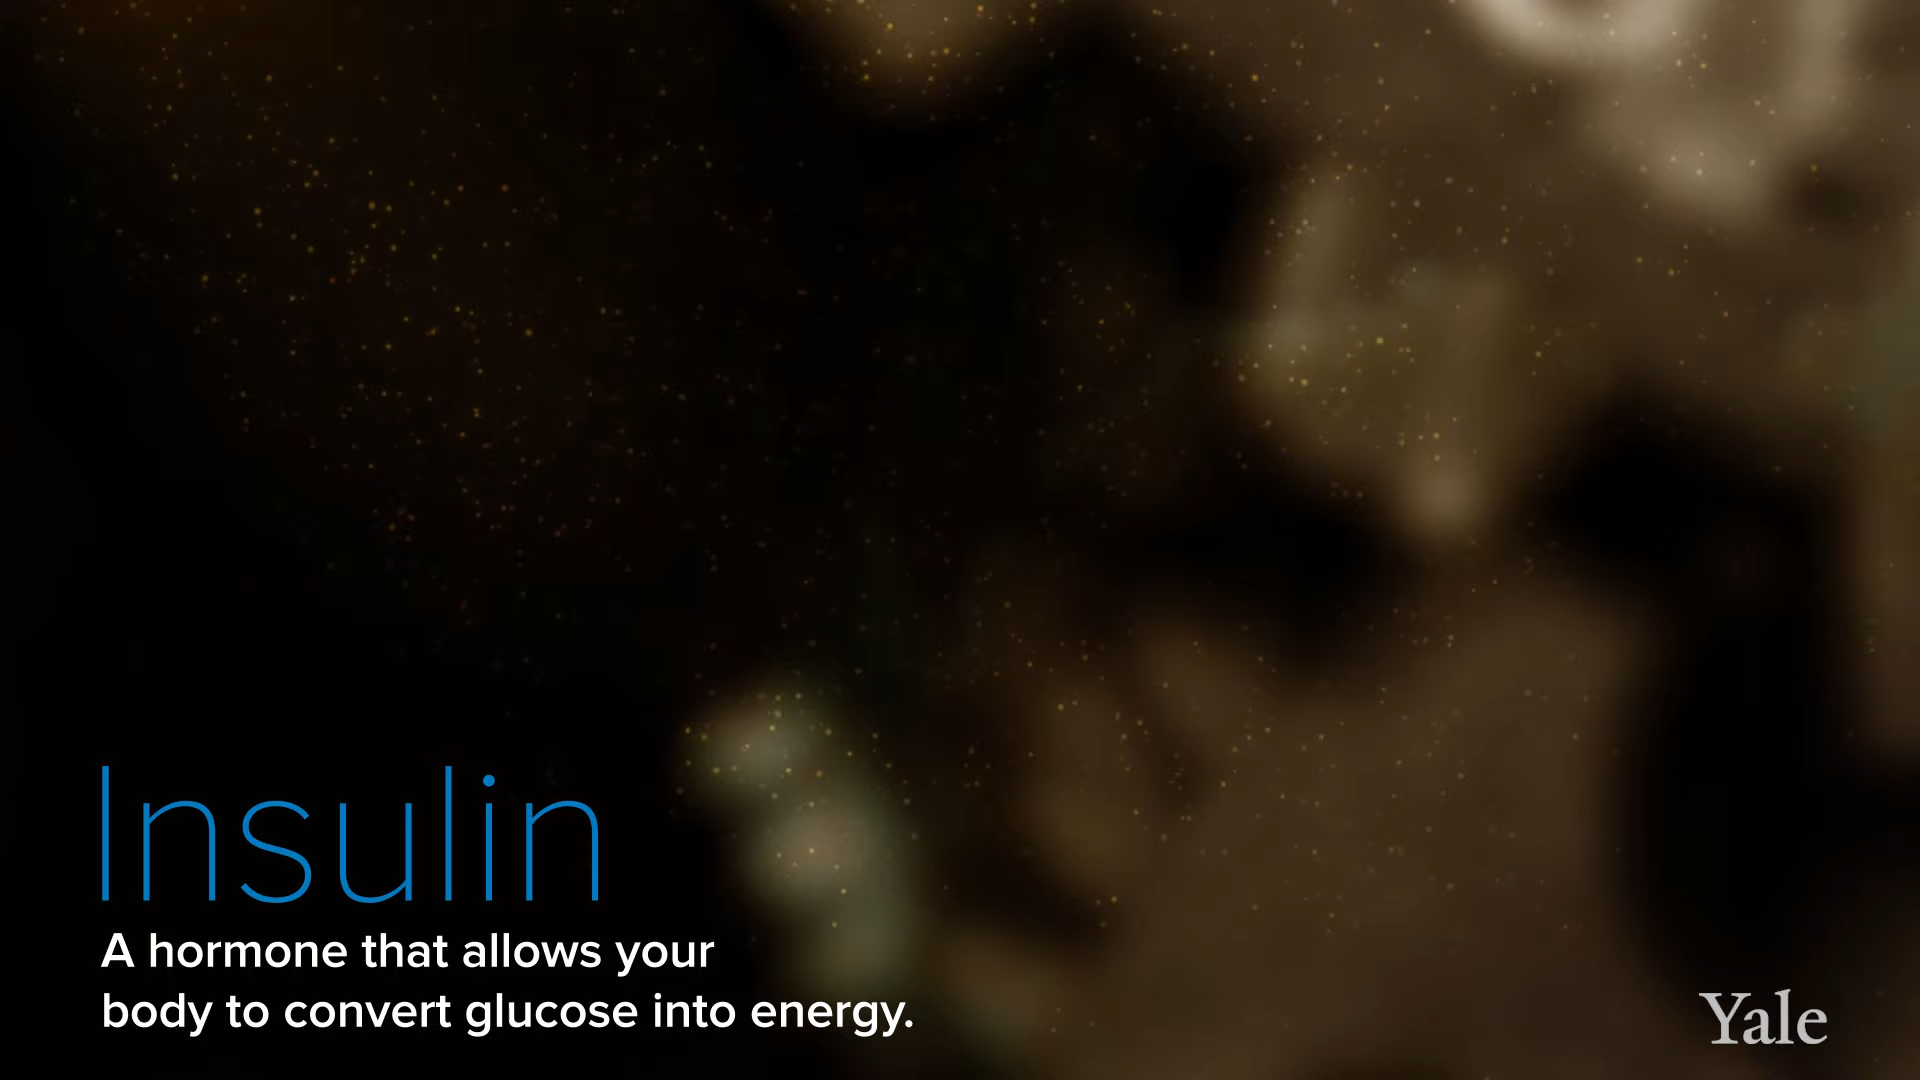 Insulin
A hormone that allows your
body to convert glucose into energy.
Yale